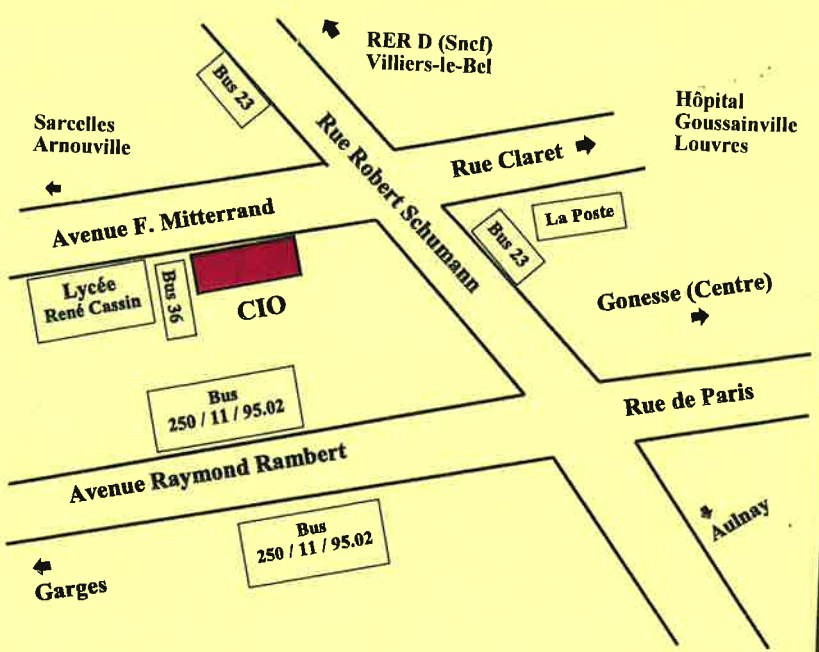 RER D (Sncf)
Villiers-le-Bel
Bus 23
Sarcelles
Arnouville
Hôpital
Goussainville
Louvres
Rue Robert Schumann
Rue Claret
Avenue F. Mitterrand
La Poste
Bus 23
Lycée
René Cassin
Bus 36
CIO
Gonesse (Centre)
Bus
250 / 11 / 95.02
Rue de Paris
Avenue Raymond Rambert
Aulnay
Bus
250 / 11 / 95.02
Garges